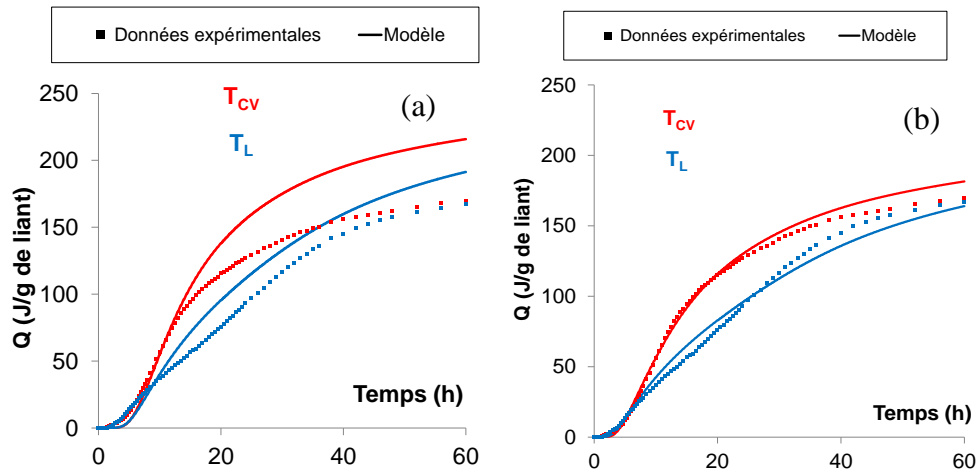 Données expérimentales Modèle
T_CV
T_L
(a)
Q (J/g de liant)
250
200
150
100
50
0
0 20 40 60
Temps (h)
Données expérimentales Modèle
T_CV
T_L
(b)
Q (J/g de liant)
250
200
150
100
50
0
0 20 40 60
Temps (h)